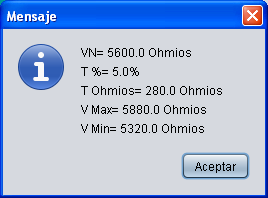 Mensaje
VN= 5600.0 Ohmios
T %= 5.0%
T Ohmios= 280.0 Ohmios
V Max= 5880.0 Ohmios
V Min= 5320.0 Ohmios
Aceptar